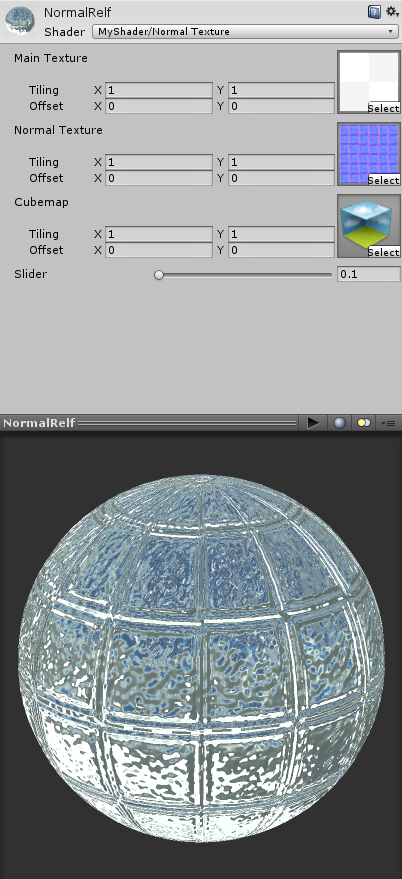 NormalRelf
Shader MyShader/Normal Texture
Main Texture
Tiling X 1 Y 1
Offset X 0 Y 0
Select
Normal Texture
Tiling X 1 Y 1
Offset X 0 Y 0
Select
Cubemap
Tiling X 1 Y 1
Offset X 0 Y 0
Select
Slider 0.1
NormalRelf